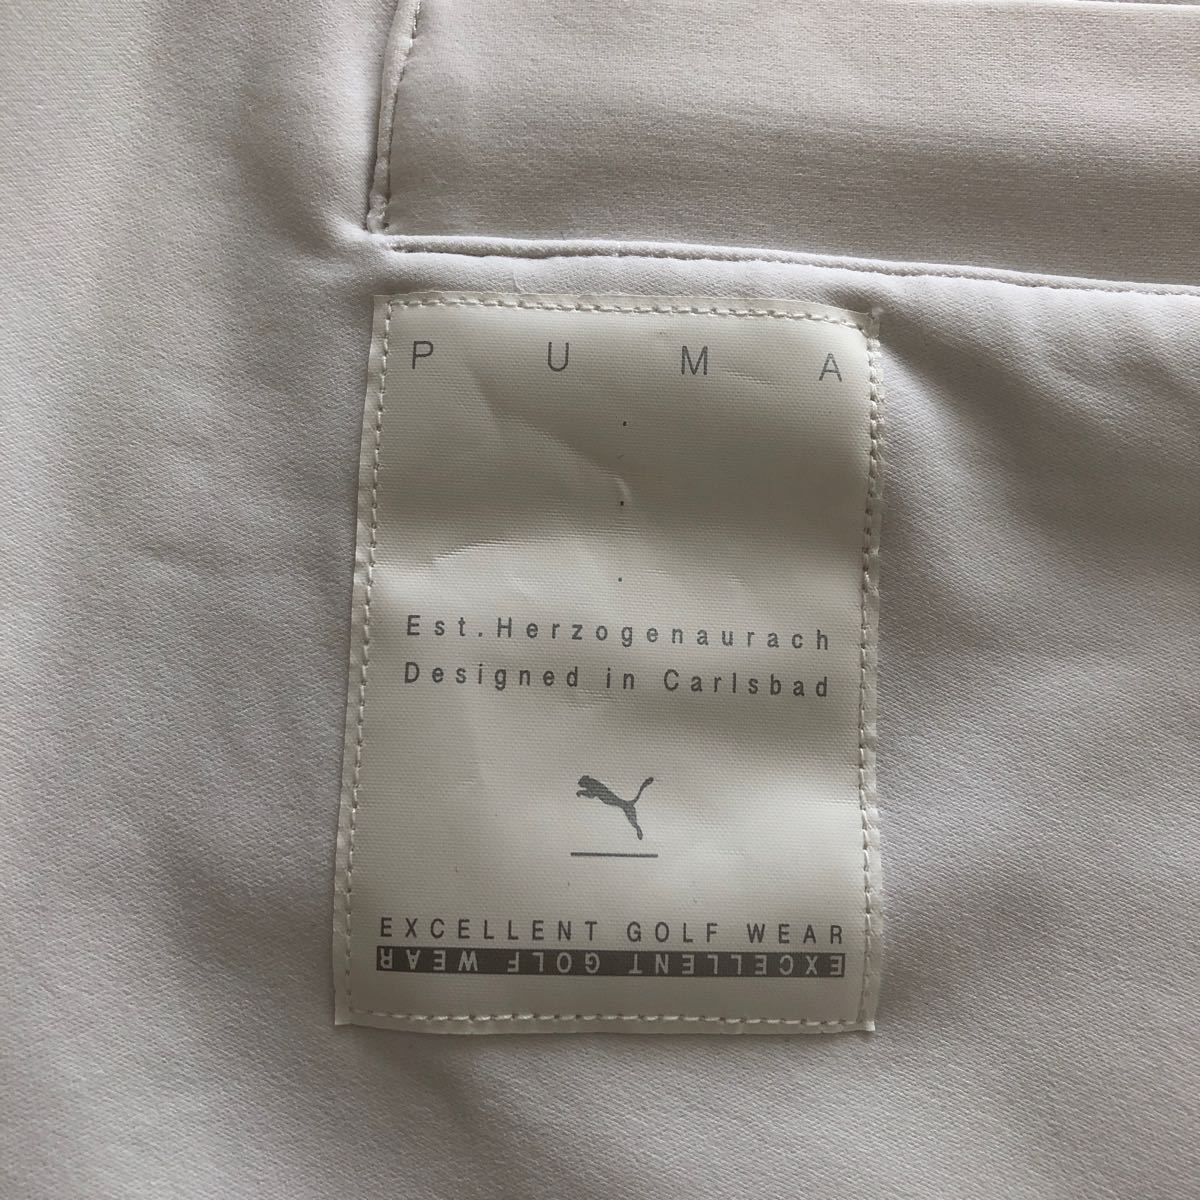 P U M A
Est. Herzogenaurach
Designed in Carlsbad
EXCELLENT GOLF WEAR
EXCELLENT GOLF WEAR